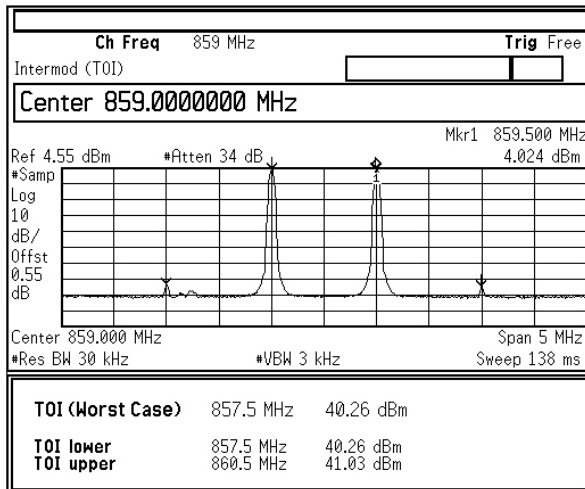 Ch Freq 859 MHz Trig Free
Intermod (TOI)
Center 859.0000000 MHz
Mkr1 859.500 MHz
Ref 4.55 dBm #Atten 34 dB 4.024 dBm
#Samp
Log
10
dB/
Offst
0.55
dB
1
Center 859.000 MHz Span 5 MHz
#Res BW 30 kHz #VBW 3 kHz Sweep 138 ms
TOI (Worst Case) 857.5 MHz 40.26 dBm
TOI lower 857.5 MHz 40.26 dBm
TOI upper 860.5 MHz 41.03 dBm